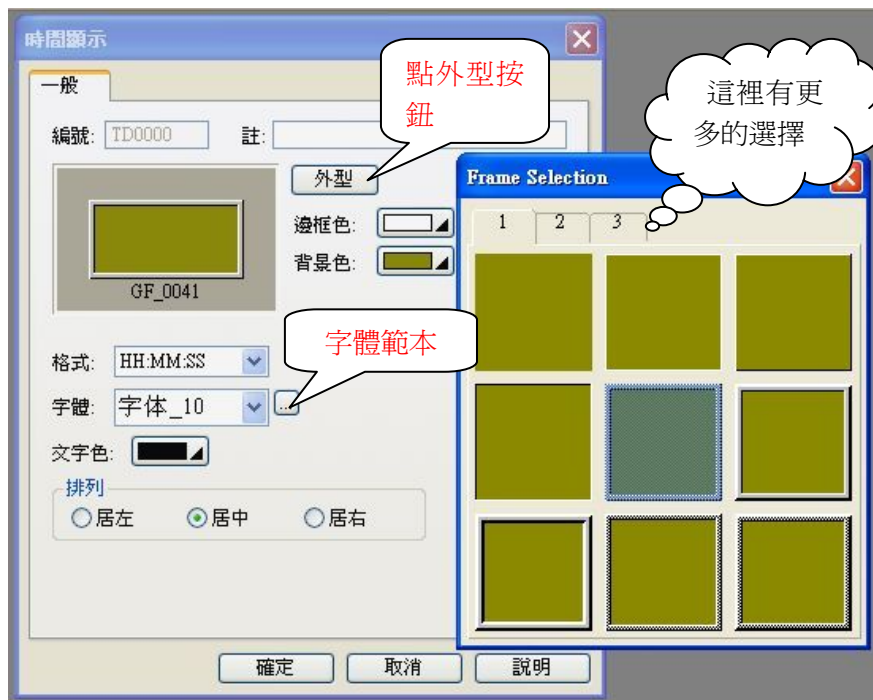 時間顯示
一般
點外型按
鈕
這裡有更
多的選擇
編號: TD0000 註:
外型
邊框色:
背景色:
GF_0041
Frame Selection
1 2 3
字體範本
格式: HH:MM:SS
字體: 字体_10 ...
文字色:
排列
居左 居中 居右
確定 取消 說明